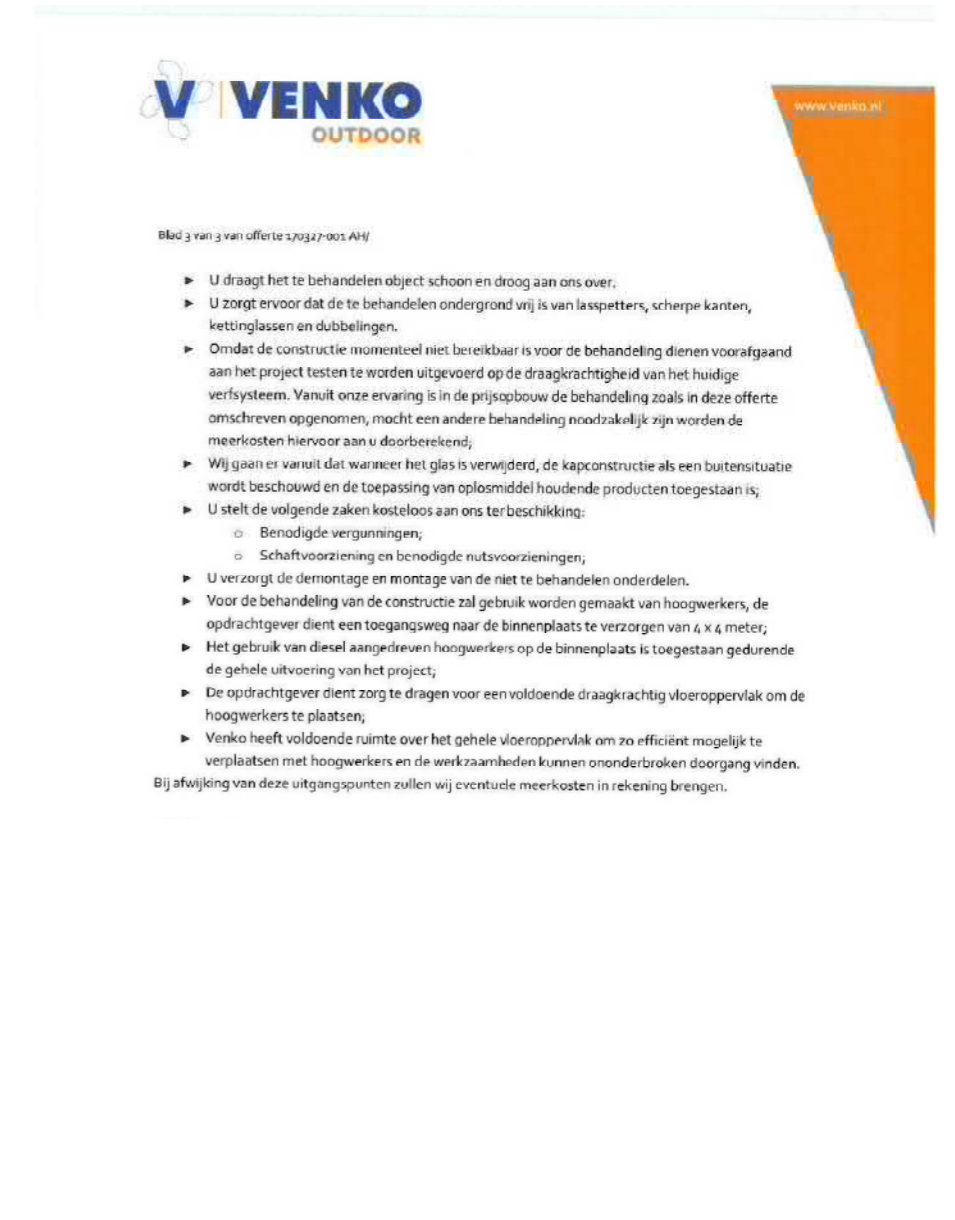 V|VENKO
OUTDOOR
www.venko.nl
Blad 3 van 3 van offerte 170327-001 AH/
► U draagt het te behandelen object schoon en droog aan ons over.
► U zorgt ervoor dat de te behandelen ondergrond vrij is van lasspetters, scherpe kanten,
kettinglassen en dubbelingen.
► Omdat de constructie momenteel niet bereikbaar is voor de behandeling dienen voorafgaand
aan het project testen te worden uitgevoerd op de draagkrachtigheid van het huidige
verfsysteem. Vanuit onze ervaring is in de prijsopbouw de behandeling zoals in deze offerte
omschreven opgenomen, mocht een andere behandeling noodzakelijk zijn worden de
meerkosten hiervoor aan u doorberekend;
► Wij gaan er vanuit dat wanneer het glas is verwijderd, de kapconstructie als een buitensituatie
wordt beschouwd en de toepassing van oplosmiddel houdende producten toegestaan is;
► U stelt de volgende zaken kosteloos aan ons ter beschikking:
o Benodigde vergunningen;
o Schaftvoorziening en benodigde nutsvoorzieningen;
► U verzorgt de demontage en montage van de niet te behandelen onderdelen.
► Voor de behandeling van de constructie zal gebruik worden gemaakt van hoogwerkers, de
opdrachtgever dient een toegangsweg naar de binnenplaats te verzorgen van 4 x 4 meter;
► Het gebruik van diesel aangedreven hoogwerkers op de binnenplaats is toegestaan gedurende
de gehele uitvoering van het project;
► De opdrachtgever dient zorg te dragen voor een voldoende draagkrachtig vloeroppervlak om de
hoogwerkers te plaatsen;
► Venko heeft voldoende ruimte over het gehele vloeroppervlak om zo efficiënt mogelijk te
verplaatsen met hoogwerkers en de werkzaamheden kunnen ononderbroken doorgang vinden.
Bij afwijking van deze uitgangspunten zullen wij eventuele meerkosten in rekening brengen.